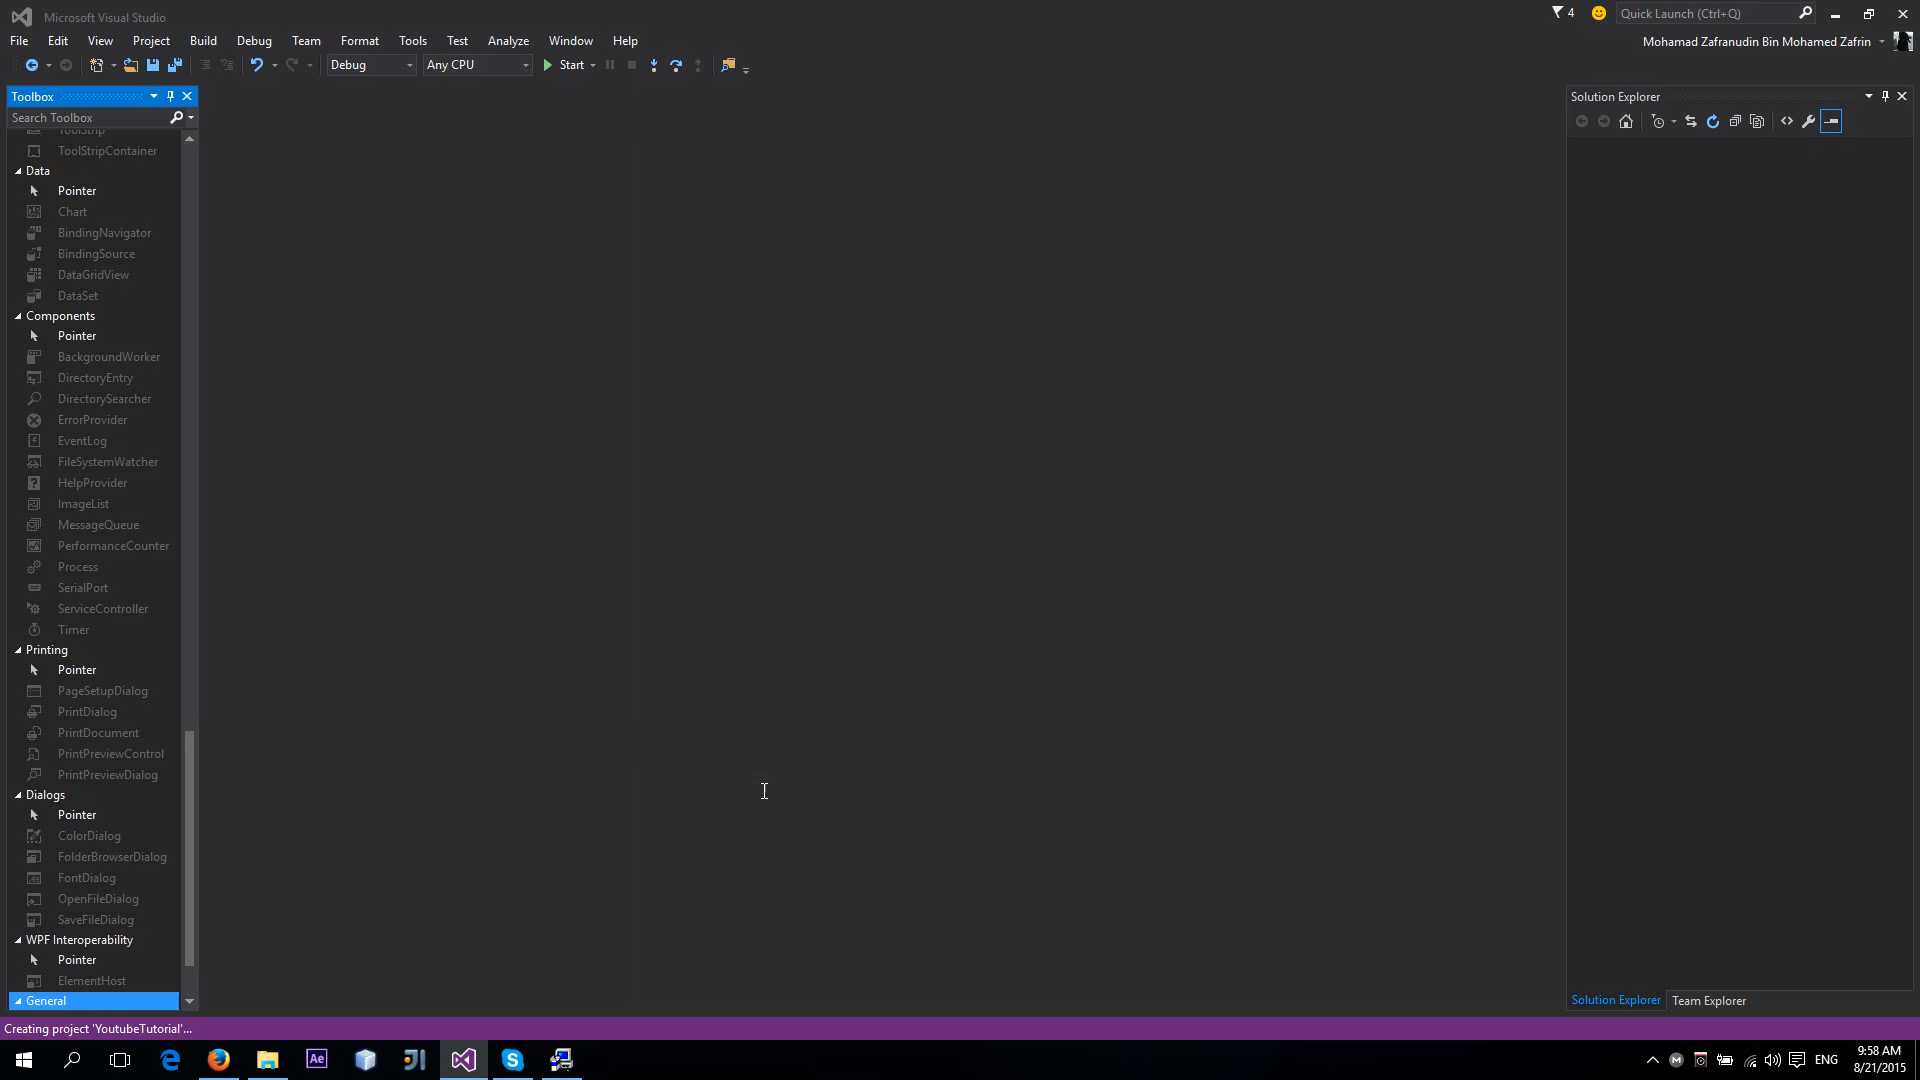 Microsoft Visual Studio
4
Quick Launch (Ctrl+Q)
File Edit View Project Build Debug Team Format Tools Test Analyze Window Help
Mohamad Zafranudin Bin Mohamed Zafrin
Debug Any CPU Start
Toolbox
Search Toolbox
ToolStrip
ToolStripContainer
Data
Pointer
Chart
BindingNavigator
BindingSource
DataGridView
DataSet
Components
Pointer
BackgroundWorker
DirectoryEntry
DirectorySearcher
ErrorProvider
EventLog
FileSystemWatcher
HelpProvider
ImageList
MessageQueue
PerformanceCounter
Process
SerialPort
ServiceController
Timer
Printing
Pointer
PageSetupDialog
PrintDialog
PrintDocument
PrintPreviewControl
PrintPreviewDialog
Dialogs
Pointer
ColorDialog
FolderBrowserDialog
FontDialog
OpenFileDialog
SaveFileDialog
WPF Interoperability
Pointer
ElementHost
General
Solution Explorer
Solution Explorer Team Explorer
Creating project 'YoutubeTutorial'...
Ae
ENG
9:58 AM
8/21/2015